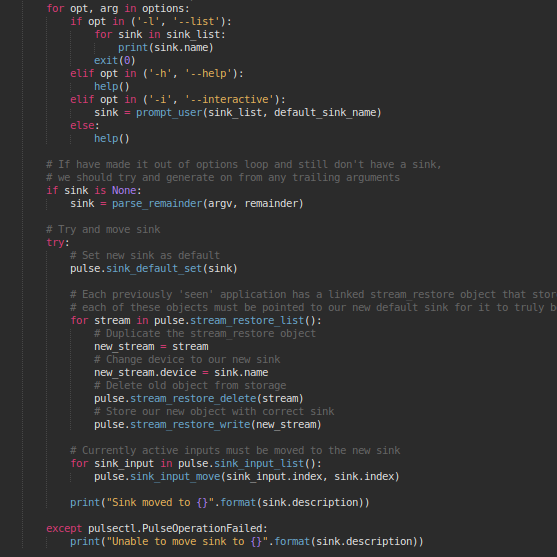 for opt, arg in options:
    if opt in ('-l', '--list'):
        for sink in sink_list:
            print(sink.name)
        exit(0)
    elif opt in ('-h', '--help'):
        help()
    elif opt in ('-i', '--interactive'):
        sink = prompt_user(sink_list, default_sink_name)
    else:
        help()

# If have made it out of options loop and still don't have a sink,
# we should try and generate on from any trailing arguments
if sink is None:
    sink = parse_remainder(argv, remainder)

# Try and move sink
try:
    # Set new sink as default
    pulse.sink_default_set(sink)

    # Each previously 'seen' application has a linked stream_restore object that stor
    # each of these objects must be pointed to our new default sink for it to truly b
    for stream in pulse.stream_restore_list():
        # Duplicate the stream_restore object
        new_stream = stream
        # Change device to our new sink
        new_stream.device = sink.name
        # Delete old object from storage
        pulse.stream_restore_delete(stream)
        # Store our new object with correct sink
        pulse.stream_restore_write(new_stream)

    # Currently active inputs must be moved to the new sink
    for sink_input in pulse.sink_input_list():
        pulse.sink_input_move(sink_input.index, sink.index)

    print("Sink moved to {}".format(sink.description))

except pulsectl.PulseOperationFailed:
    print("Unable to move sink to {}".format(sink.description))